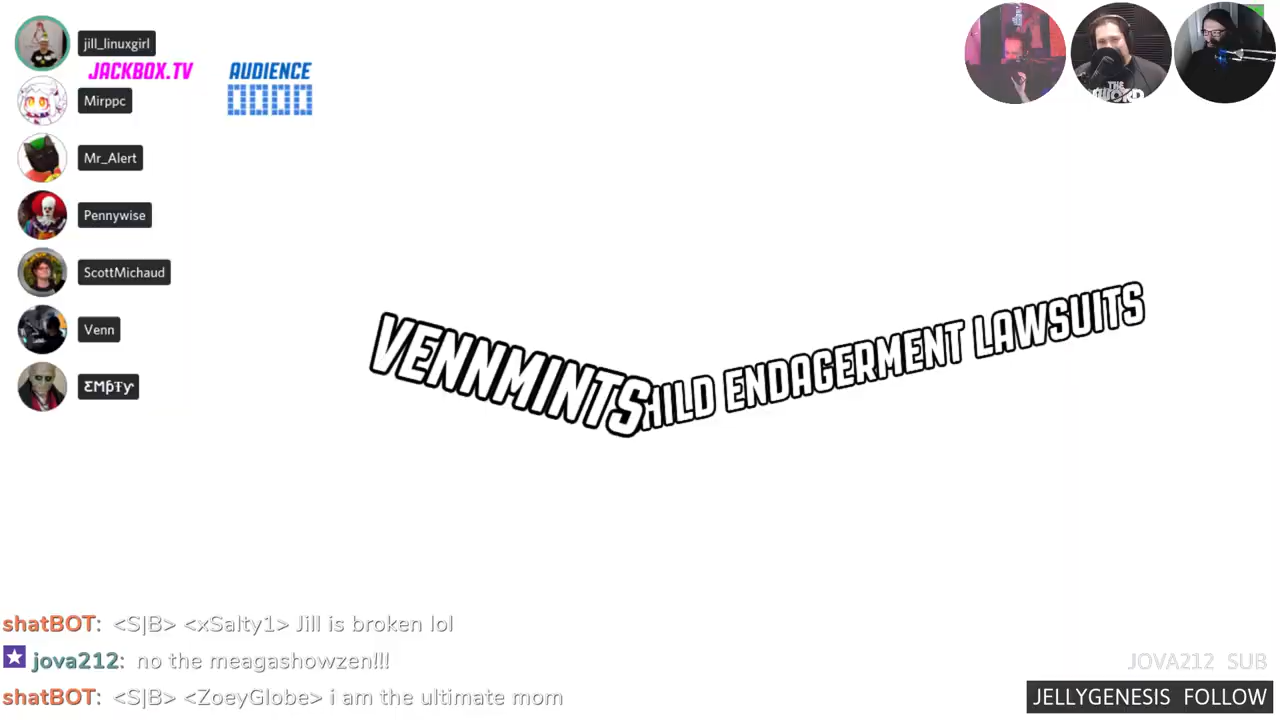 jill_linuxgirl
JACKBOX.TV
AUDIENCE
Mirppc
Mr_Alert
Pennywise
ScottMichaud
Venn
ΣMþŦƴ
VENNMINTS
HILD ENDAGERMENT LAWSUITS
shatBOT: <S|B> <xSalty1> Jill is broken lol
jova212: no the meagashowzen!!!
shatBOT: <S|B> <ZoeyGlobe> i am the ultimate mom
JOVA212 SUB
JELLYGENESIS FOLLOW